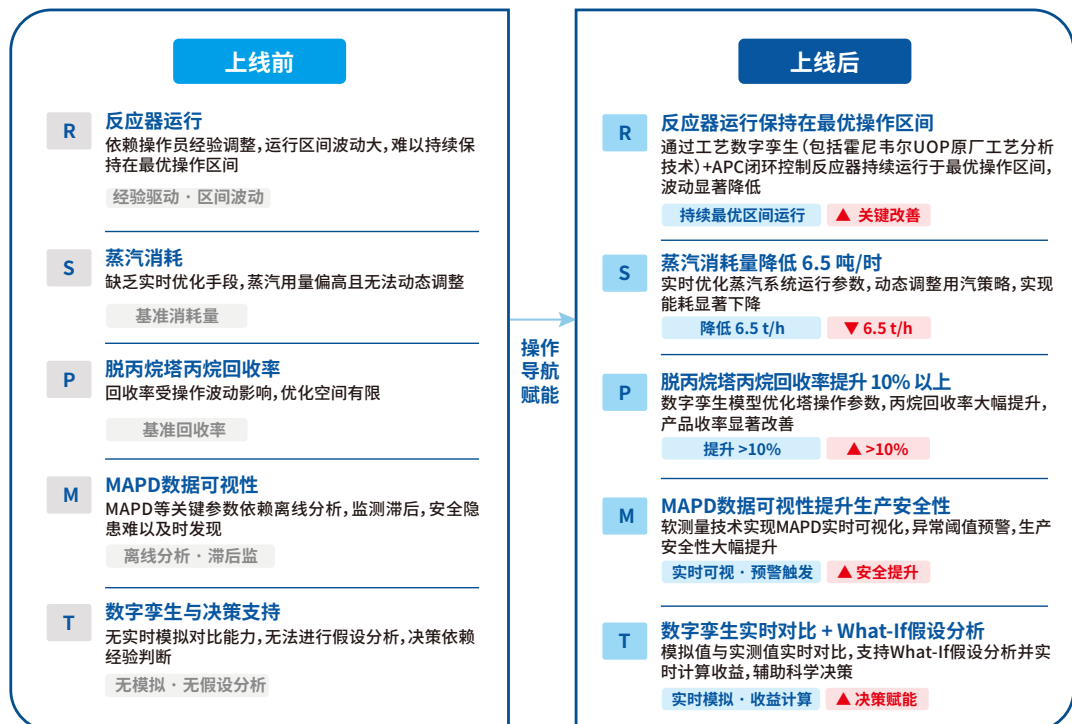 上线前
R
反应器运行
依赖操作员经验调整,运行区间波动大,难以持续保
持在最优操作区间
经验驱动 · 区间波动
S
蒸汽消耗
缺乏实时优化手段,蒸汽用量偏高且无法动态调整
基准消耗量
P
脱丙烷塔丙烷回收率
回收率受操作波动影响,优化空间有限
基准回收率
M
MAPD数据可视性
MAPD等关键参数依赖离线分析,监测滞后,安全隐
患难以及时发现
离线分析 · 滞后监
T
数字孪生与决策支持
无实时模拟对比能力,无法进行假设分析,决策依赖
经验判断
无模拟 · 无假设分析
操作
导航
赋能
上线后
R
反应器运行保持在最优操作区间
通过工艺数字孪生(包括霍尼韦尔UOP原厂工艺分析
技术)+APC闭环控制反应器持续运行于最优操作区间,
波动显著降低
持续最优区间运行 ▲ 关键改善
S
蒸汽消耗量降低 6.5 吨/时
实时优化蒸汽系统运行参数,动态调整用汽策略,实现
能耗显著下降
降低 6.5 t/h ▼ 6.5 t/h
P
脱丙烷塔丙烷回收率提升 10% 以上
数字孪生模型优化塔操作参数,丙烷回收率大幅提升,
产品收率显著改善
提升 >10% ▲ >10%
M
MAPD数据可视性提升生产安全性
软测量技术实现MAPD实时可视化,异常阈值预警,生产
安全性大幅提升
实时可视 · 预警触发 ▲ 安全提升
T
数字孪生实时对比 + What-If假设分析
模拟值与实测值实时对比,支持What-If假设分析并实
时计算收益,辅助科学决策
实时模拟 · 收益计算 ▲ 决策赋能